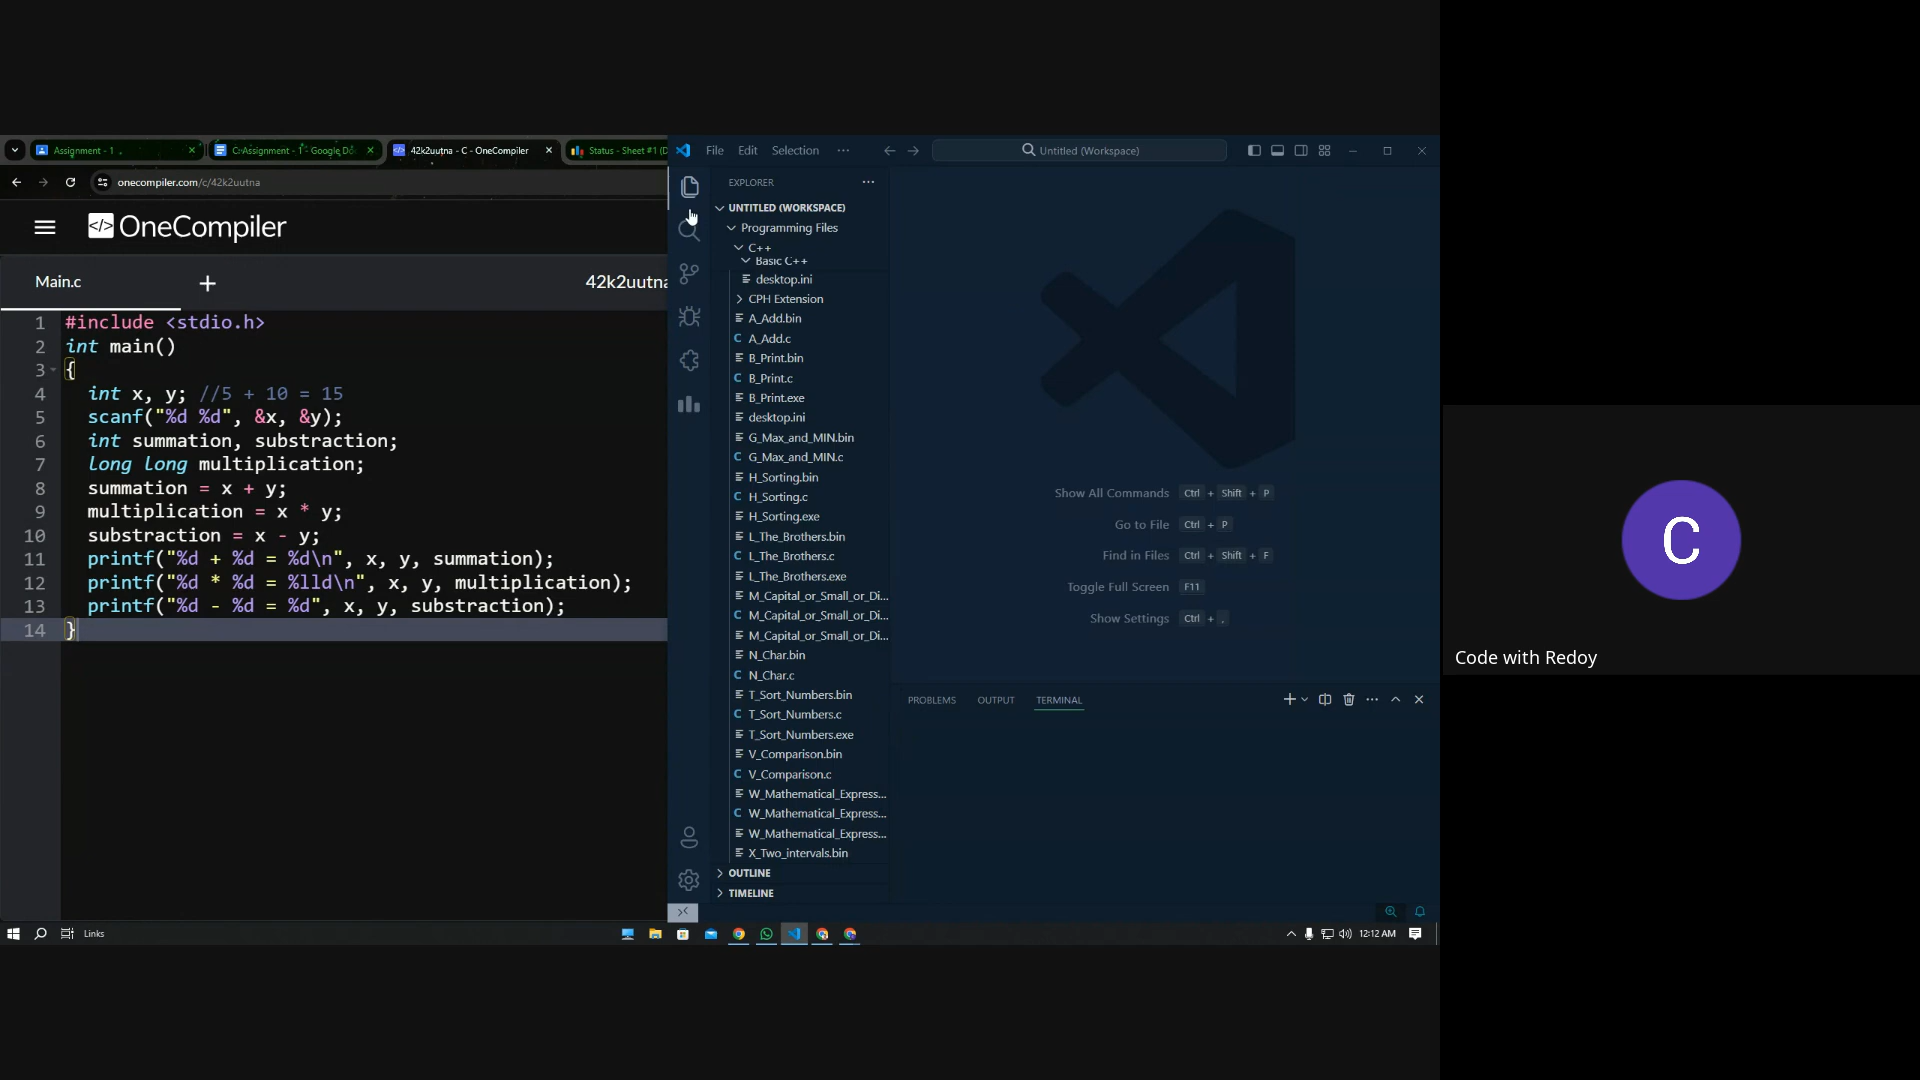 Assignment - 1
C-Assignment - 1 - Google Do
42k2uutna - C - OneCompiler
Status - Sheet #1 (D
onecompiler.com/c/42k2uutna
</> OneCompiler
Main.c
+
42k2uutna
1 #include <stdio.h>
2 int main()
3 {
4 int x, y; //5 + 10 = 15
5 scanf("%d %d", &x, &y);
6 int summation, substraction;
7 long long multiplication;
8 summation = x + y;
9 multiplication = x * y;
10 substraction = x - y;
11 printf("%d + %d = %d\n", x, y, summation);
12 printf("%d * %d = %lld\n", x, y, multiplication);
13 printf("%d - %d = %d", x, y, substraction);
14 }
File Edit Selection ···
Untitled (Workspace)
EXPLORER
UNTITLED (WORKSPACE)
Programming Files
C++
Basic C++
desktop.ini
CPH Extension
A_Add.bin
C A_Add.c
B_Print.bin
C B_Print.c
B_Print.exe
desktop.ini
G_Max_and_MIN.bin
C G_Max_and_MIN.c
H_Sorting.bin
C H_Sorting.c
H_Sorting.exe
L_The_Brothers.bin
C L_The_Brothers.c
L_The_Brothers.exe
M_Capital_or_Small_or_Di...
C M_Capital_or_Small_or_Di...
M_Capital_or_Small_or_Di...
N_Char.bin
C N_Char.c
T_Sort_Numbers.bin
C T_Sort_Numbers.c
T_Sort_Numbers.exe
V_Comparison.bin
C V_Comparison.c
W_Mathematical_Express...
C W_Mathematical_Express...
W_Mathematical_Express...
X_Two_intervals.bin
OUTLINE
TIMELINE
Show All Commands Ctrl + Shift + P
Go to File Ctrl + P
Find in Files Ctrl + Shift + F
Toggle Full Screen F11
Show Settings Ctrl + ,
PROBLEMS OUTPUT TERMINAL
Links
12:12 AM
C
Code with Redoy